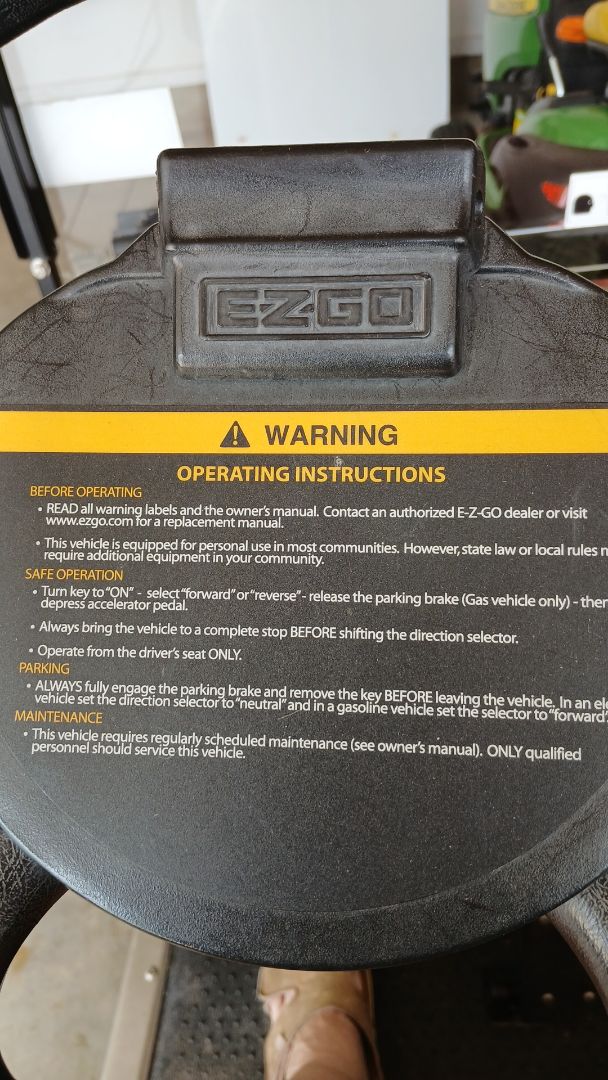 EZGO
WARNING
OPERATING INSTRUCTIONS
BEFORE OPERATING
• READ all warning labels and the owner's manual. Contact an authorized E-Z-GO dealer or visit
www.ezgo.com for a replacement manual.
• This vehicle is equipped for personal use in most communities. However, state law or local rules
require additional equipment in your community.
SAFE OPERATION
• Turn key to "ON" - select "forward" or "reverse" - release the parking brake (Gas vehicle only) - then
depress accelerator pedal.
• Always bring the vehicle to a complete stop BEFORE shifting the direction selector.
• Operate from the driver's seat ONLY.
PARKING
• ALWAYS fully engage the parking brake and remove the key BEFORE leaving the vehicle. In an
vehicle set the direction selector to "neutral" and in a gasoline vehicle set the selector to "forward".
MAINTENANCE
• This vehicle requires regularly scheduled maintenance (see owner's manual). ONLY qualified
personnel should service this vehicle.